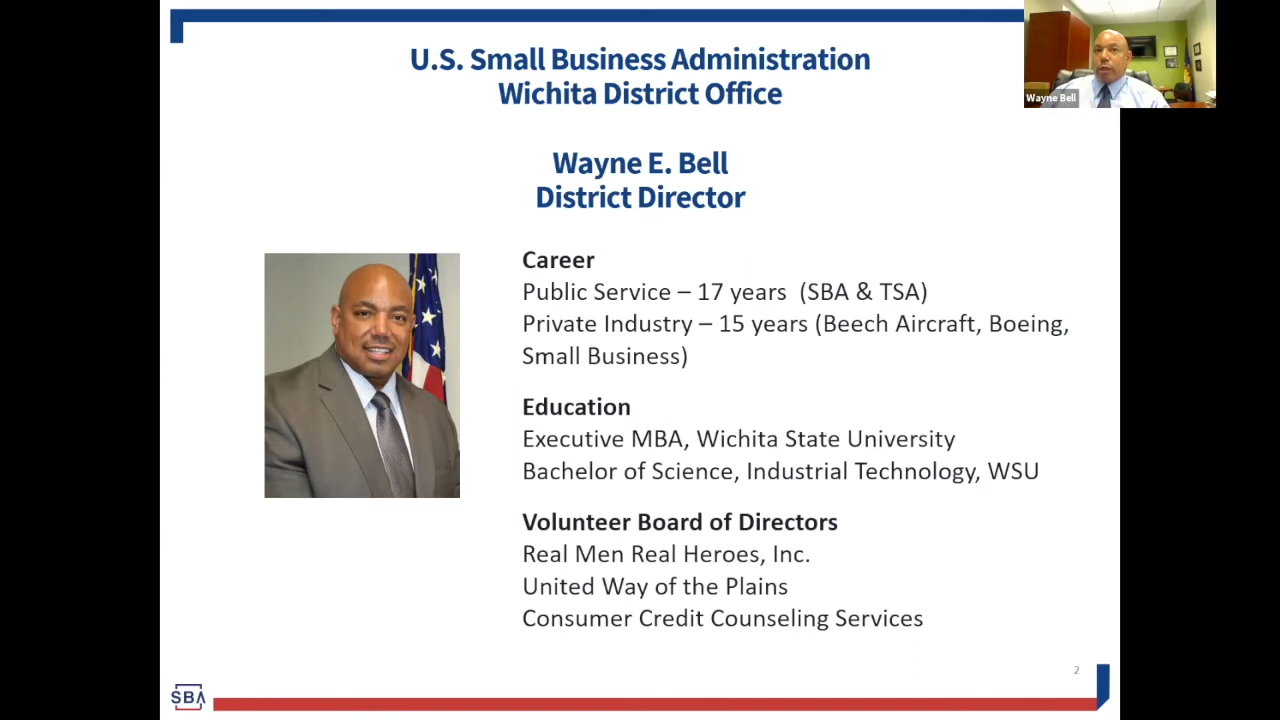 U.S. Small Business Administration
Wichita District Office
Wayne Bell
Wayne E. Bell
District Director
Career
Public Service – 17 years (SBA & TSA)
Private Industry – 15 years (Beech Aircraft, Boeing,
Small Business)
Education
Executive MBA, Wichita State University
Bachelor of Science, Industrial Technology, WSU
Volunteer Board of Directors
Real Men Real Heroes, Inc.
United Way of the Plains
Consumer Credit Counseling Services
2
SBA